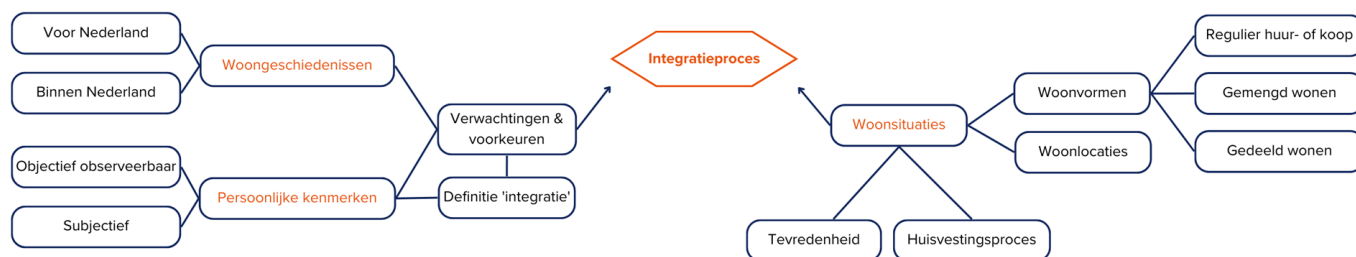 Voor Nederland
Woongeschiedenissen
Binnen Nederland
Objectief observeerbaar
Persoonlijke kenmerken
Subjectief
Verwachtingen &
voorkeuren
Definitie 'integratie'
Integratieproces
Woonsituaties
Tevredenheid
Huisvestingsproces
Woonvormen
Woonlocaties
Regulier huur- of koop
Gemengd wonen
Gedeeld wonen